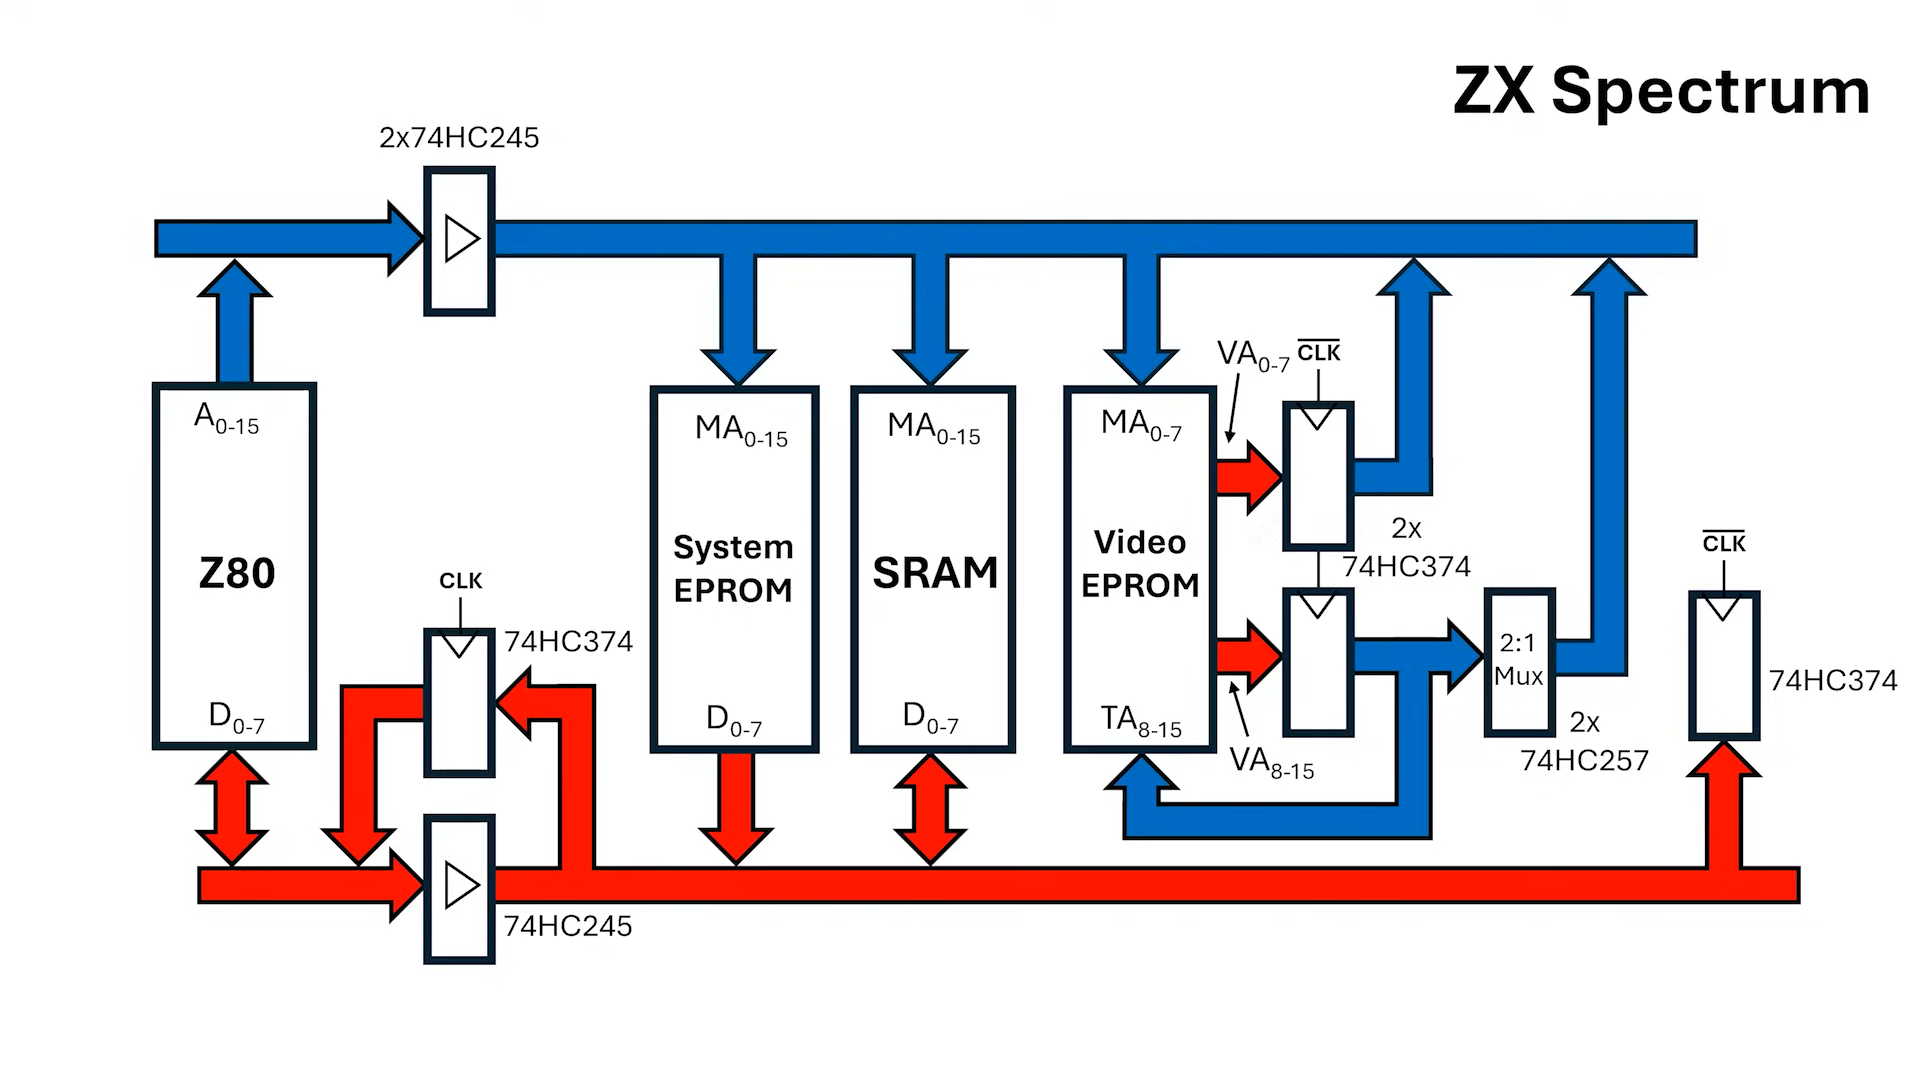 ZX Spectrum
2x74HC245
VA0-7
CLK
A0-15
MA0-15
MA0-15
MA0-7
2x
74HC374
System
EPROM
SRAM
Video
EPROM
Z80
CLK
CLK
74HC374
2:1
Mux
74HC374
D0-7
D0-7
D0-7
TA8-15
2x
74HC257
VA8-15
74HC245